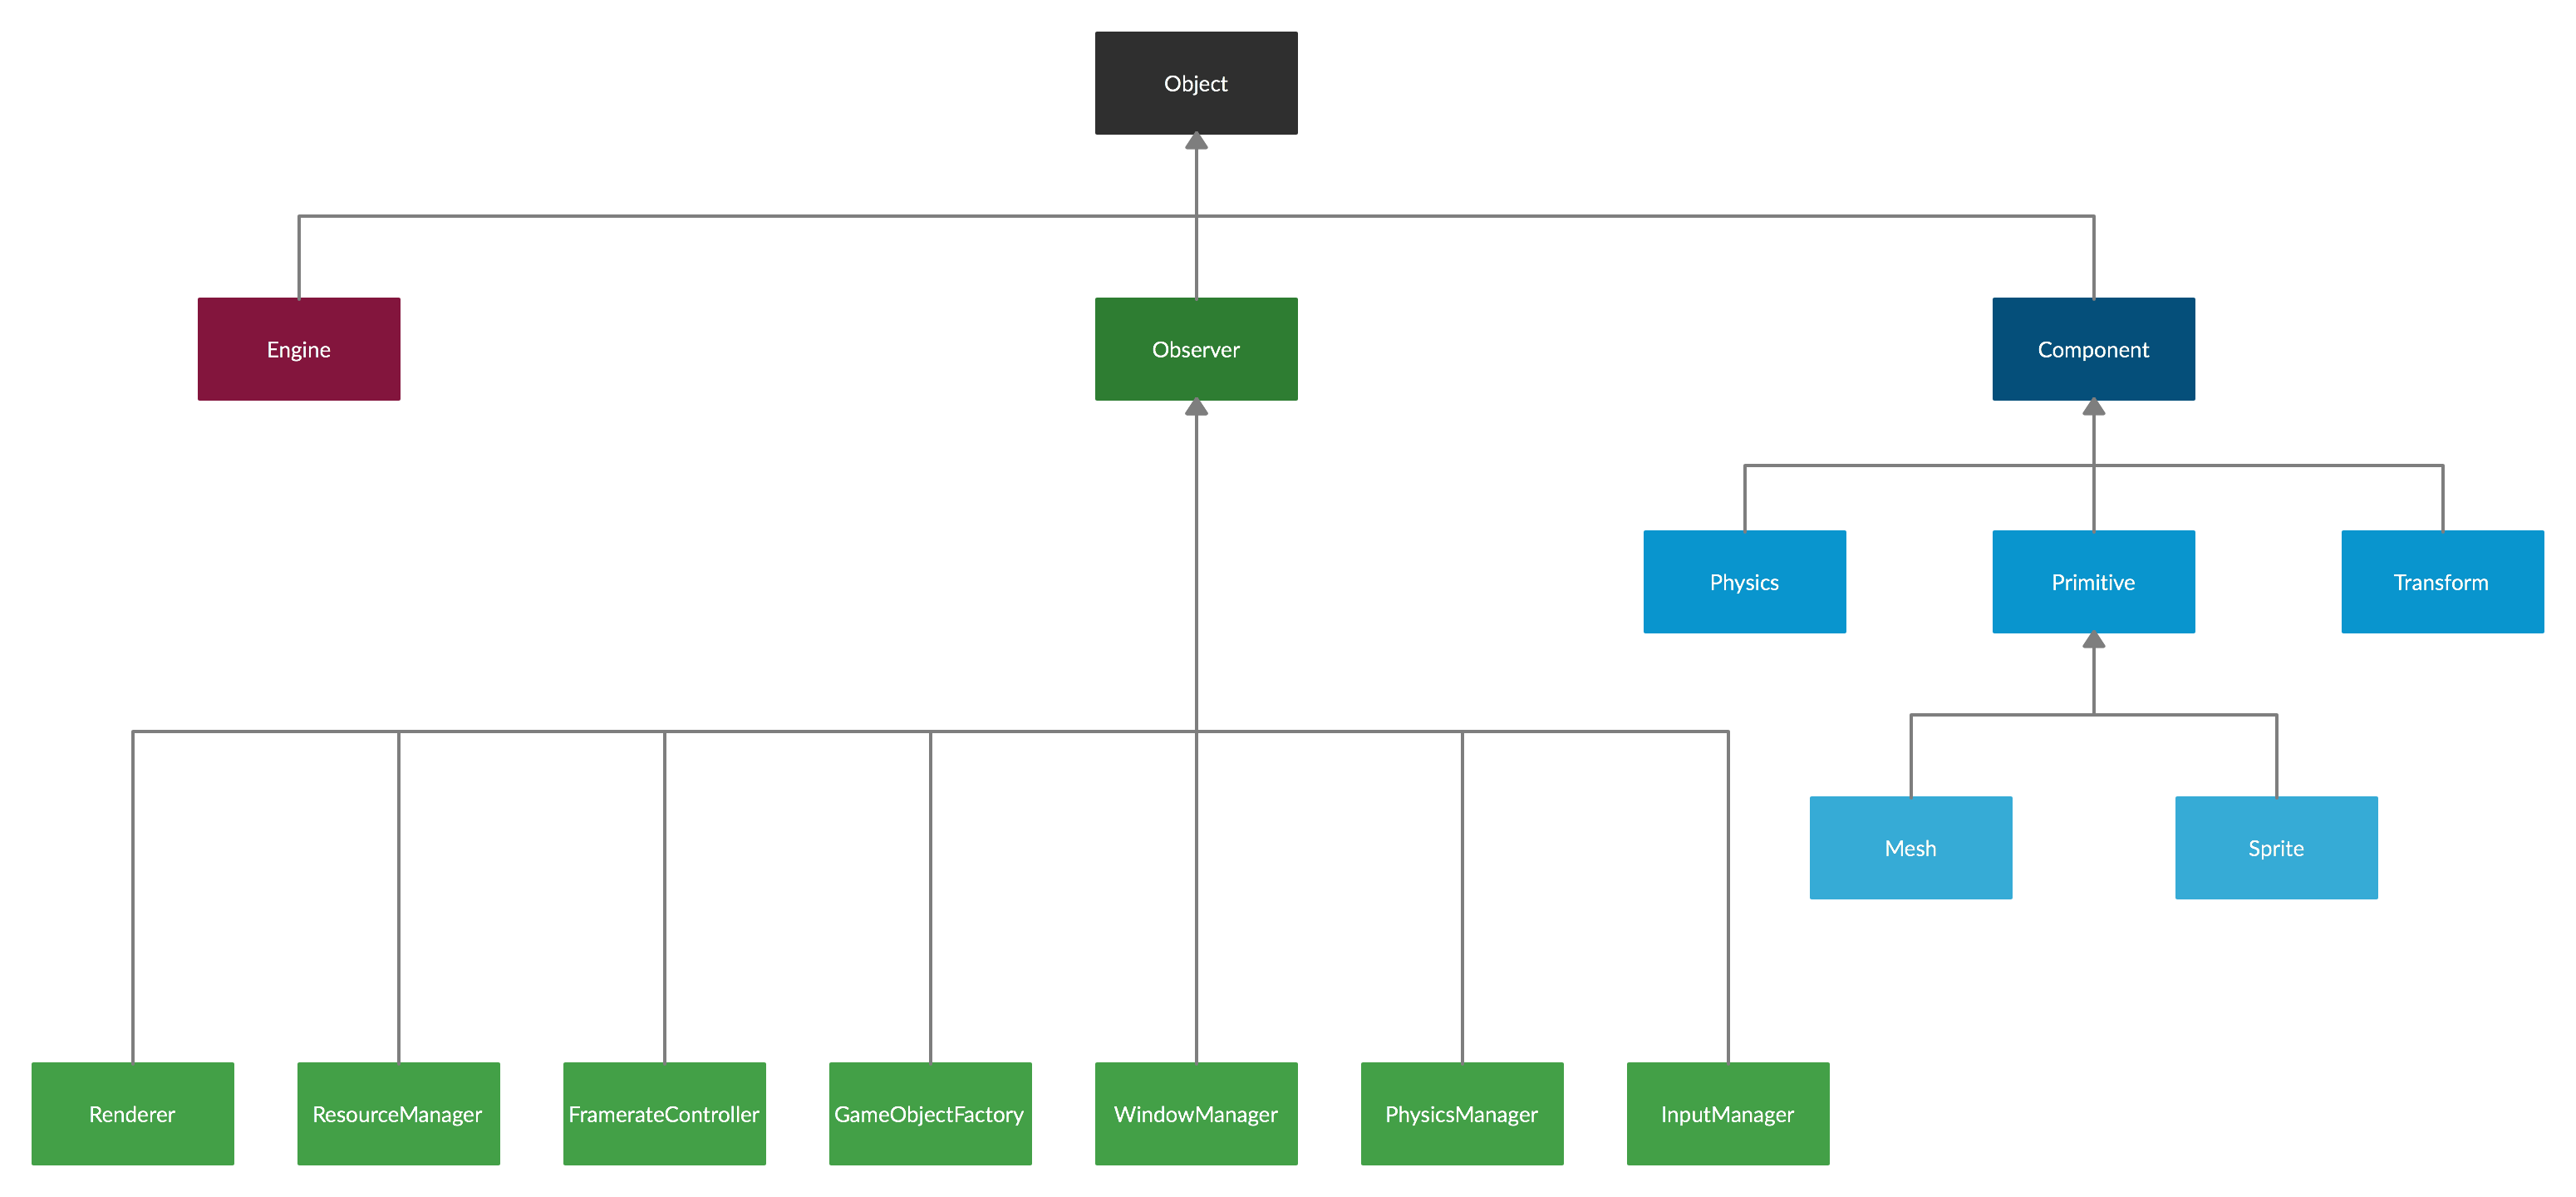 Object
Engine
Observer
Component
Physics
Primitive
Transform
Mesh
Sprite
Renderer
ResourceManager
FramerateController
GameObjectFactory
WindowManager
PhysicsManager
InputManager